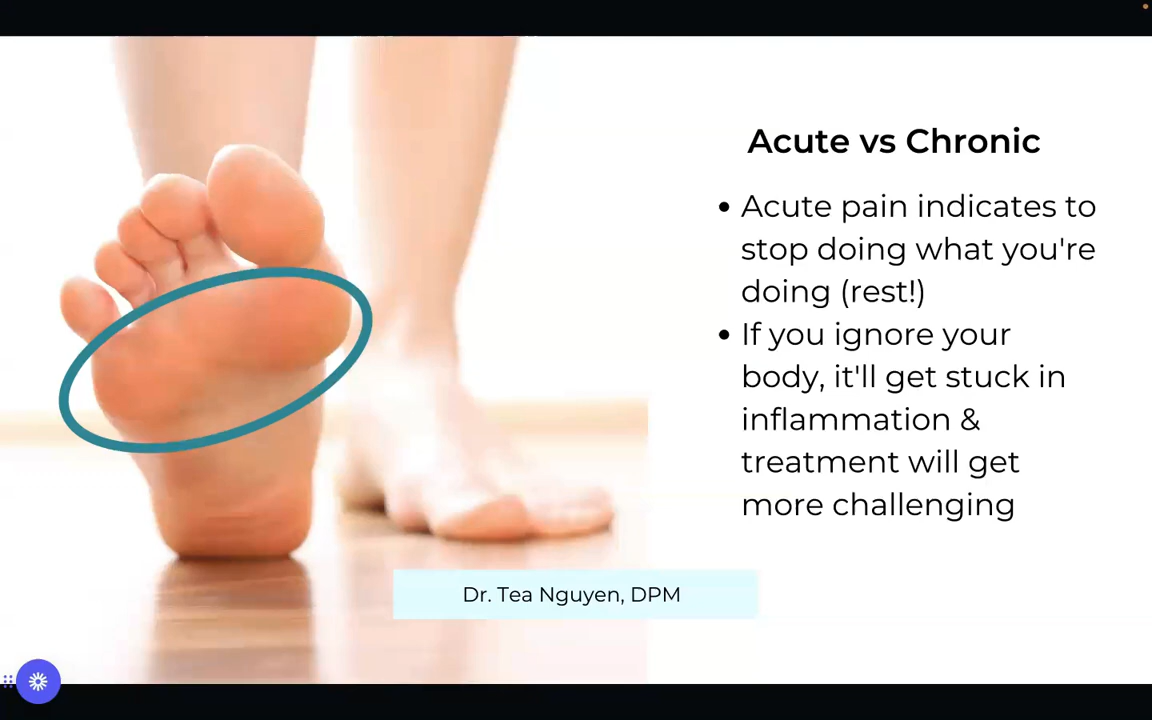 Acute vs Chronic
• Acute pain indicates to
stop doing what you're
doing (rest!)
• If you ignore your
body, it'll get stuck in
inflammation &
treatment will get
more challenging
Dr. Tea Nguyen, DPM